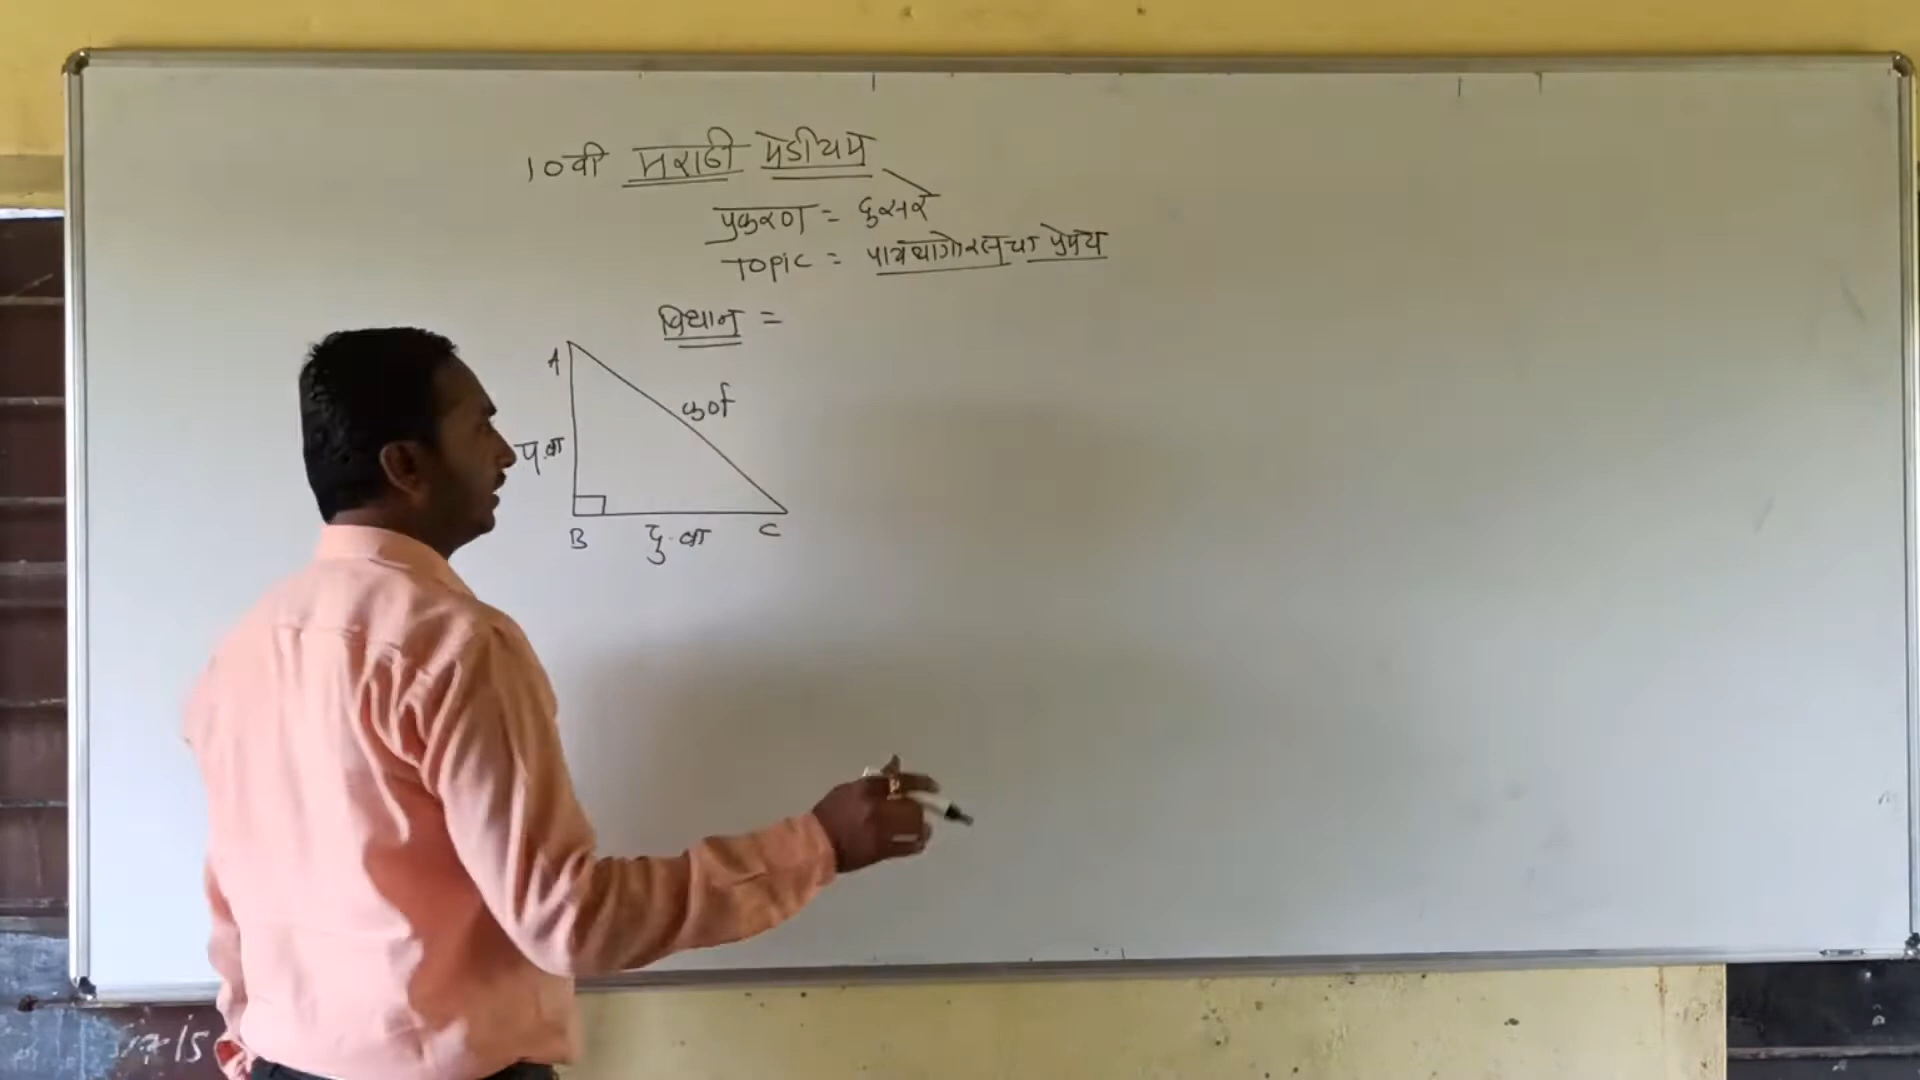 10वी मराठी मेडीयम
प्रकरण = दुसरे
Topic = पायथागोरसचा प्रमेय
विधान =
A
कर्ण
प.बा
B
दु.बा
C